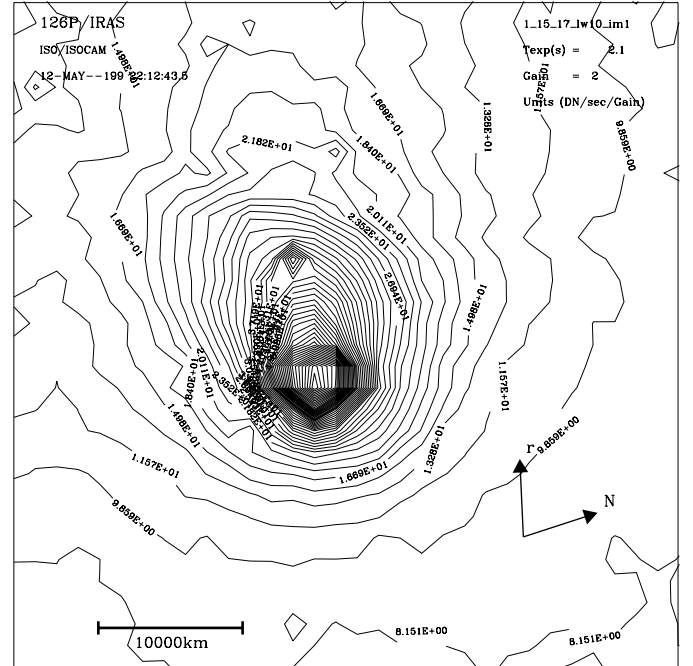 126P/IRAS
ISO/ISOCAM
12-MAY--199 22:12:43.5
1_15_17_lw10_im1
Texp(s) = 2.1
Gain = 2
Units (DN/sec/Gain)
1.498E+01
1.669E+01
1.328E+01
1.157E+01
9.859E+00
2.182E+01
1.840E+01
2.011E+01
2.352E+01
1.669E+01
2.694E+01
1.498E+01
2.011E+01
2.352E+01
1.840E+01
1.157E+01
1.498E+01
9.859E+00
1.328E+01
1.157E+01
1.669E+01
r
N
9.859E+00
10000km
8.151E+00
8.151E+00